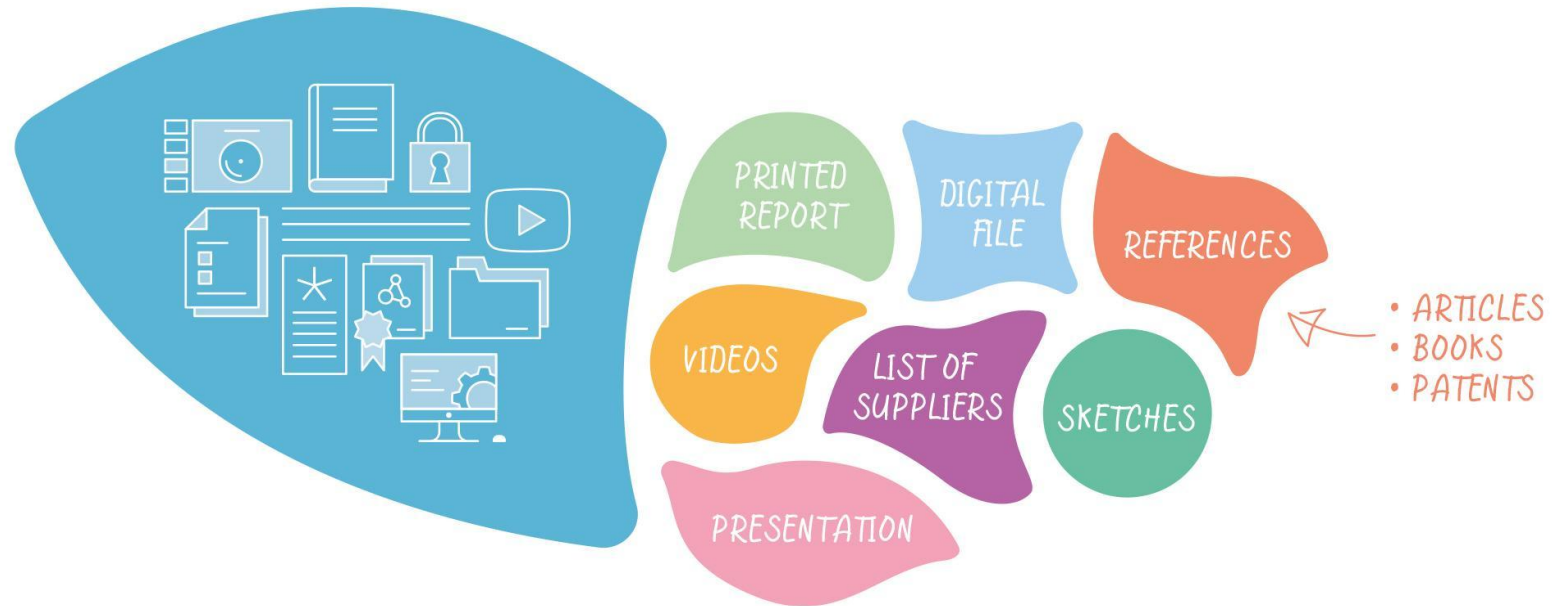 PRINTED
REPORT
DIGITAL
FILE
REFERENCES
• ARTICLES
• BOOKS
• PATENTS
VIDEOS
LIST OF
SUPPLIERS
SKETCHES
PRESENTATION